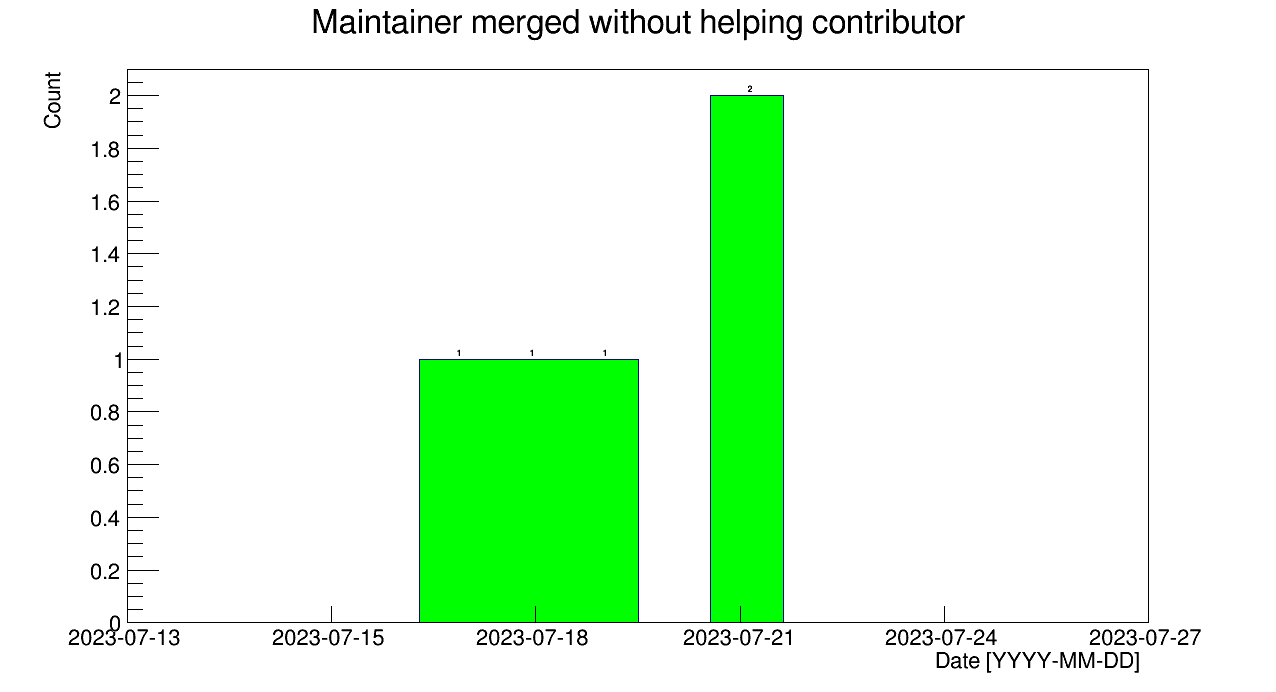 Maintainer merged without helping contributor
Count
2
1.8
1.6
1.4
1.2
1
0.8
0.6
0.4
0.2
0
2
1 1 1
2023-07-13 2023-07-15 2023-07-18 2023-07-21 2023-07-24 2023-07-27
Date [YYYY-MM-DD]